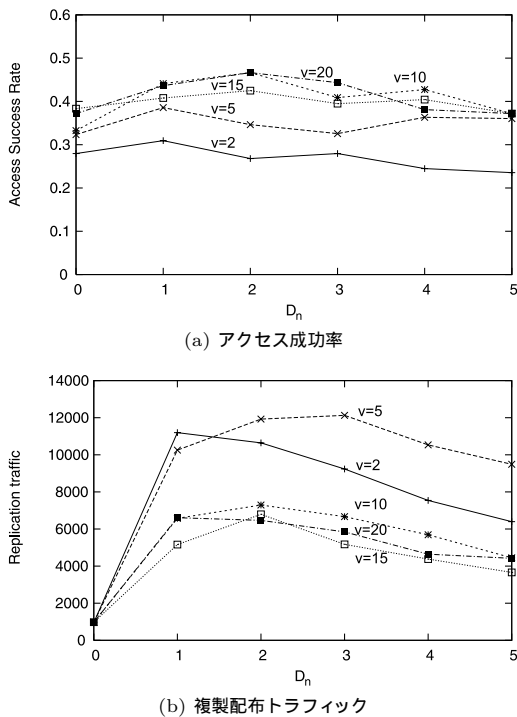 0.6
0.5
0.4
0.3
0.2
0.1
0
Access Success Rate
v=20
v=10
v=15
v=5
v=2
0 1 2 3 4 5
Dn
(a) アクセス成功率
14000
12000
10000
8000
6000
4000
2000
0
Replication traffic
v=5
v=2
v=10
v=20
v=15
0 1 2 3 4 5
Dn
(b) 複製配布トラフィック